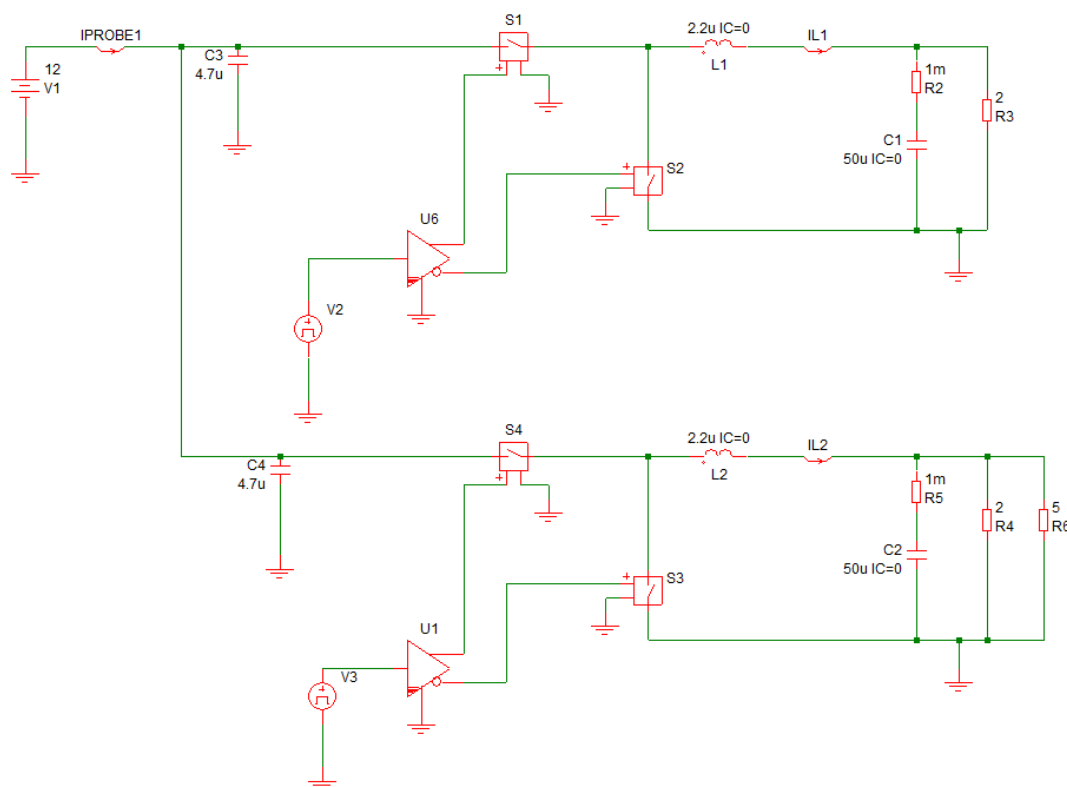 IPROBE1
12
V1
C3
4.7u
S1
+
2.2u IC=0
L1
IL1
1m
R2
2
R3
C1
50u IC=0
+
S2
U6
V2
+
S4
+
C4
4.7u
2.2u IC=0
L2
IL2
1m
R5
2
R4
5
R6
C2
50u IC=0
+
S3
U1
V3
+